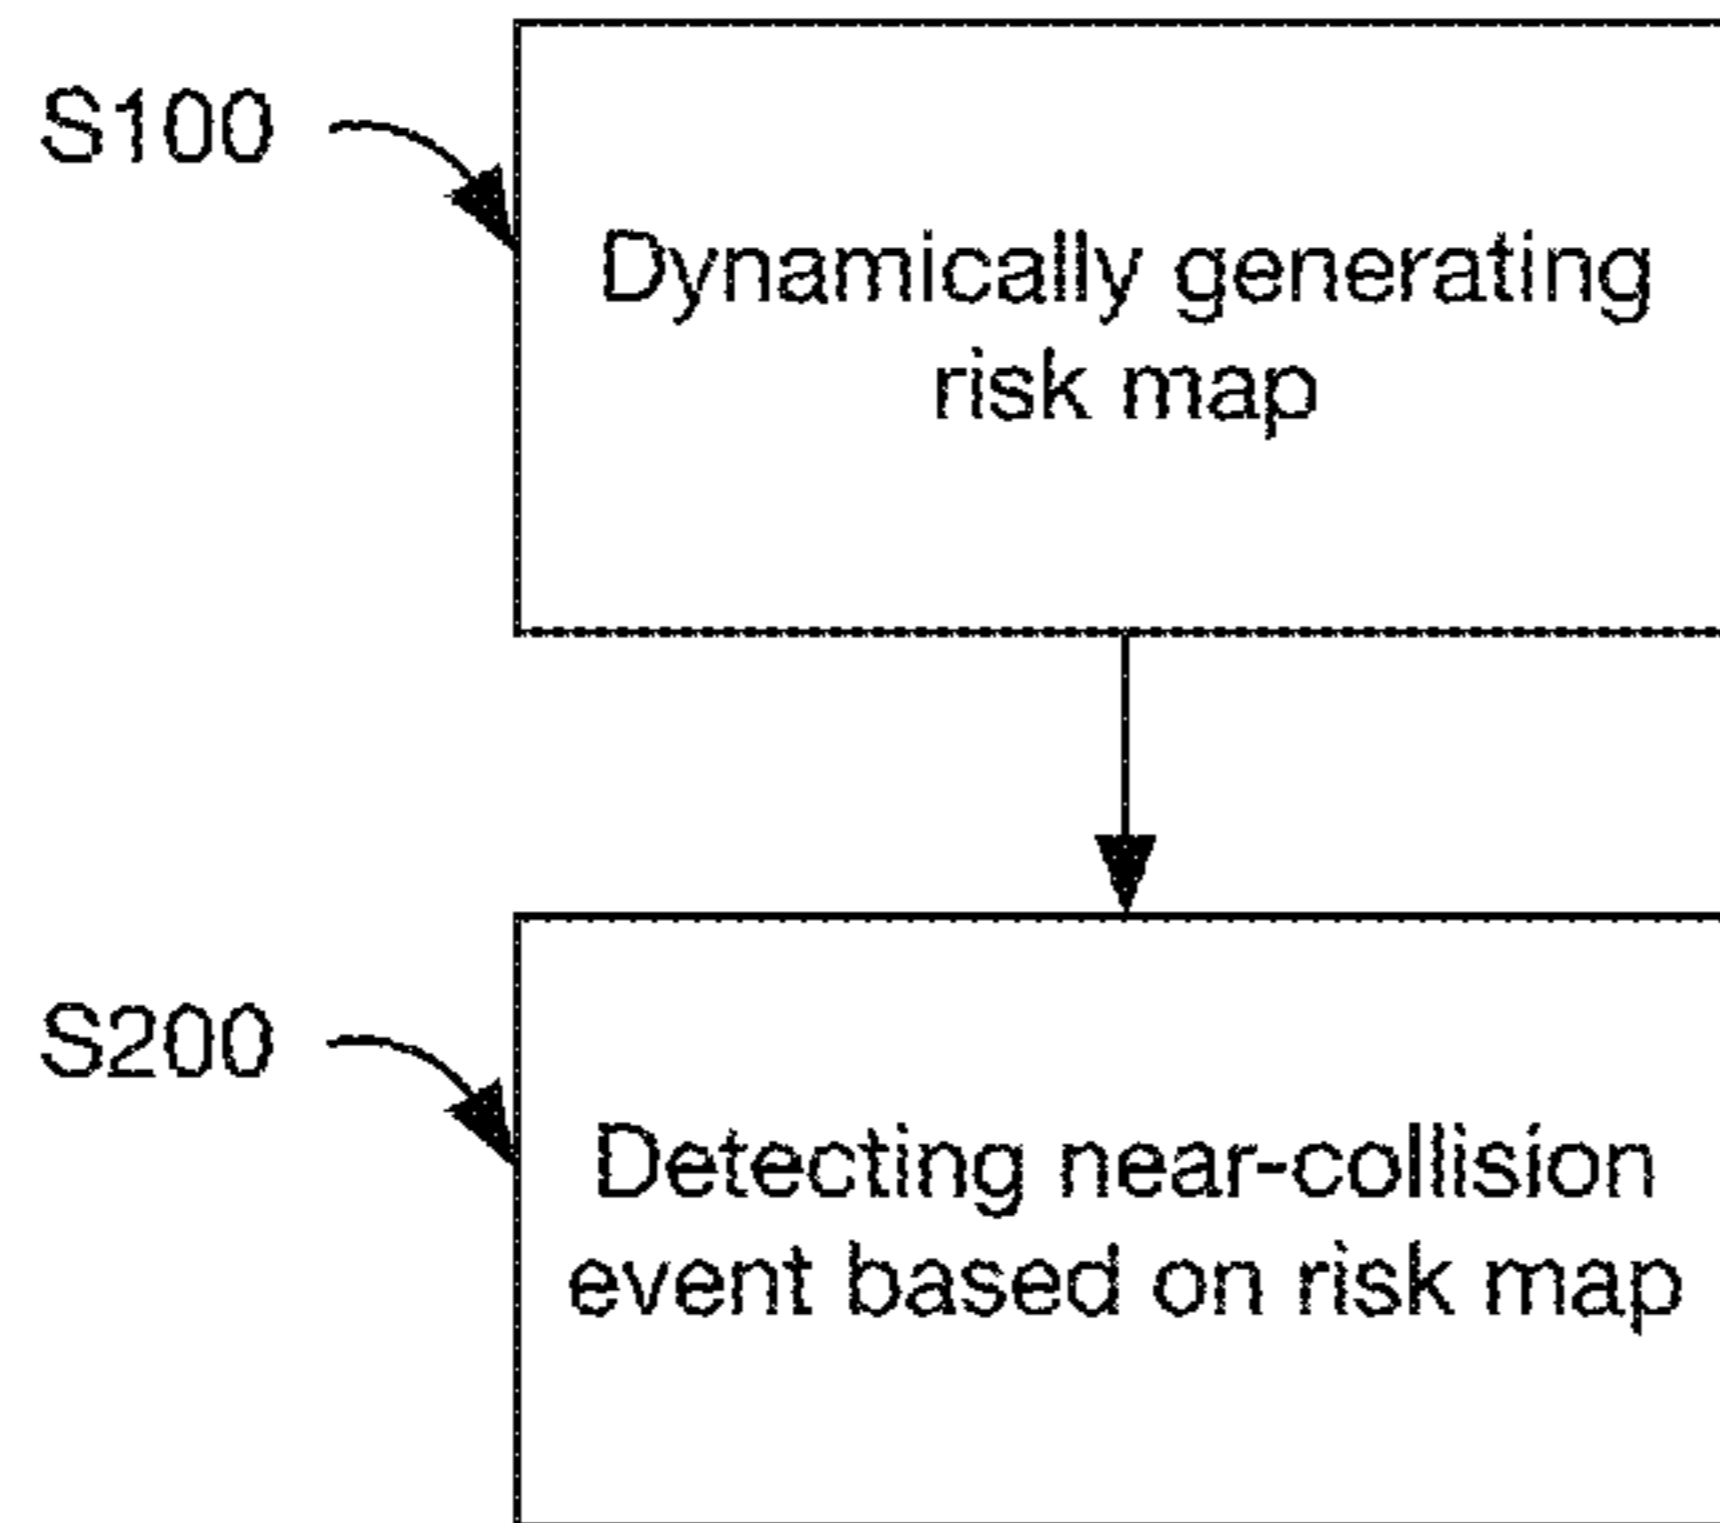 S100
Dynamically generating
risk map
S200
Detecting near-collision
event based on risk map